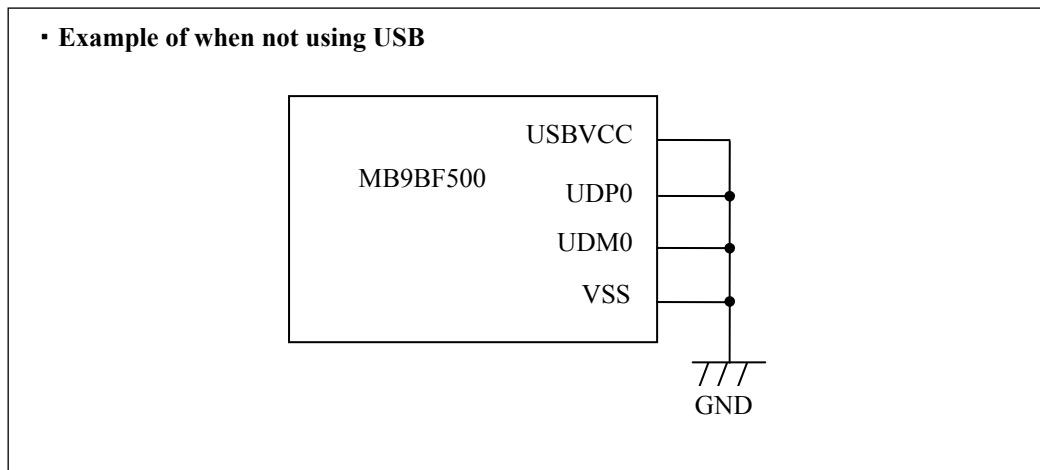 ▪ Example of when not using USB
USBVCC
MB9BF500
UDP0
UDM0
VSS
GND